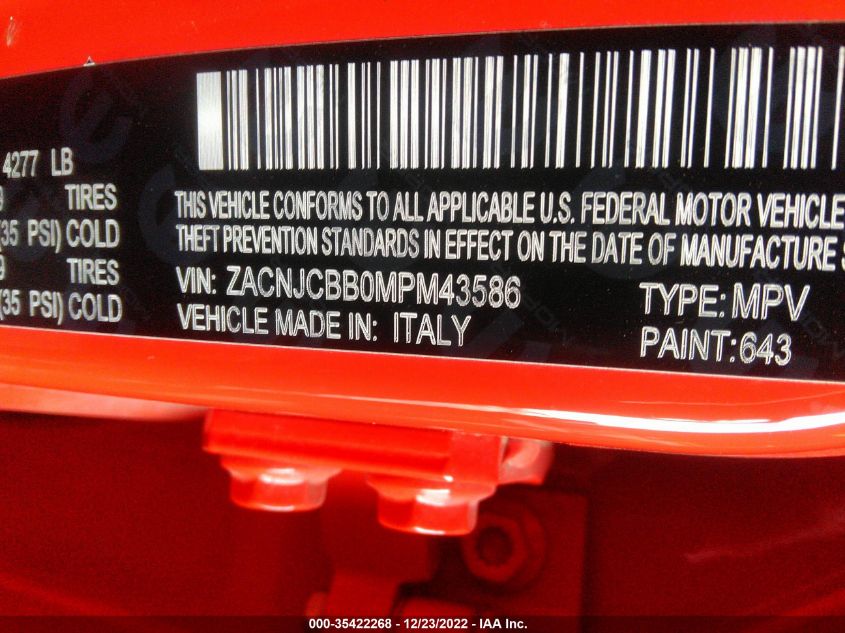 4277 LB
TIRES
(35 PSI) COLD
TIRES
(35 PSI) COLD
THIS VEHICLE CONFORMS TO ALL APPLICABLE U.S. FEDERAL MOTOR VEHICLE
THEFT PREVENTION STANDARDS IN EFFECT ON THE DATE OF MANUFACTURE
VIN: ZACNJCBB0MPM43586
TYPE: MPV
VEHICLE MADE IN: ITALY
PAINT:643
000-35422268 - 12/23/2022 - IAA Inc.